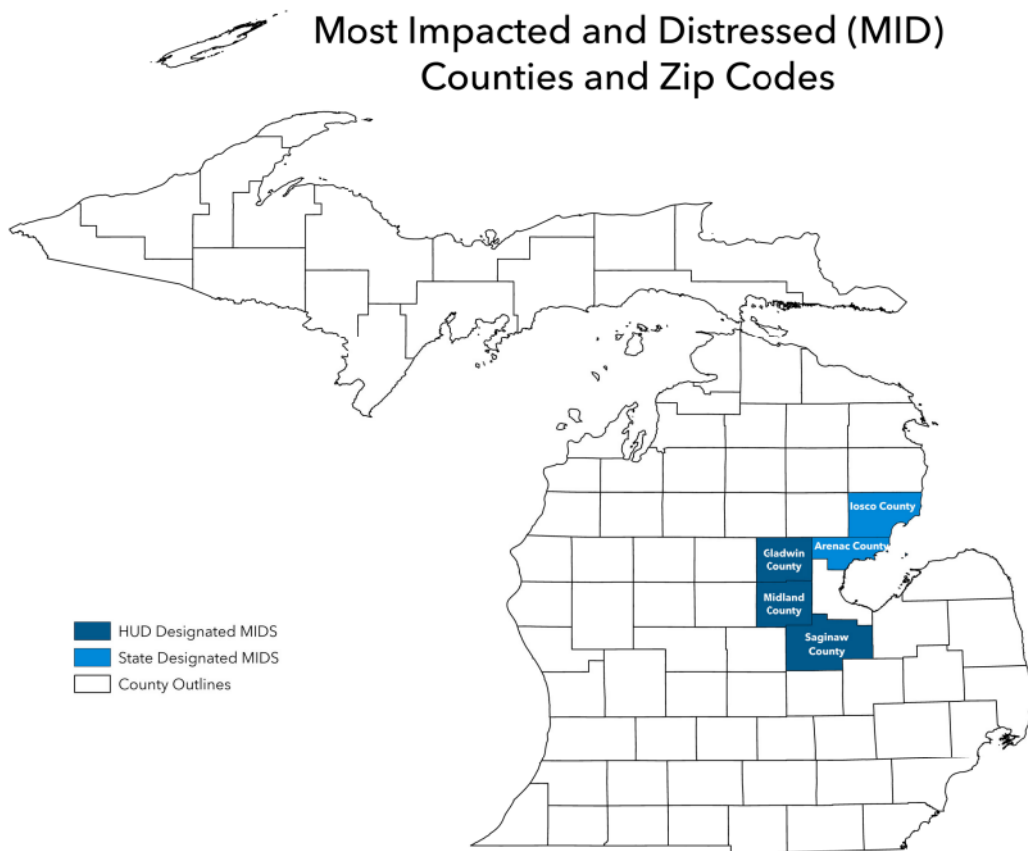 Most Impacted and Distressed (MID)
Counties and Zip Codes
Iosco County
Arenac County
Gladwin
County
Midland
County
Saginaw
County
HUD Designated MIDS
State Designated MIDS
County Outlines